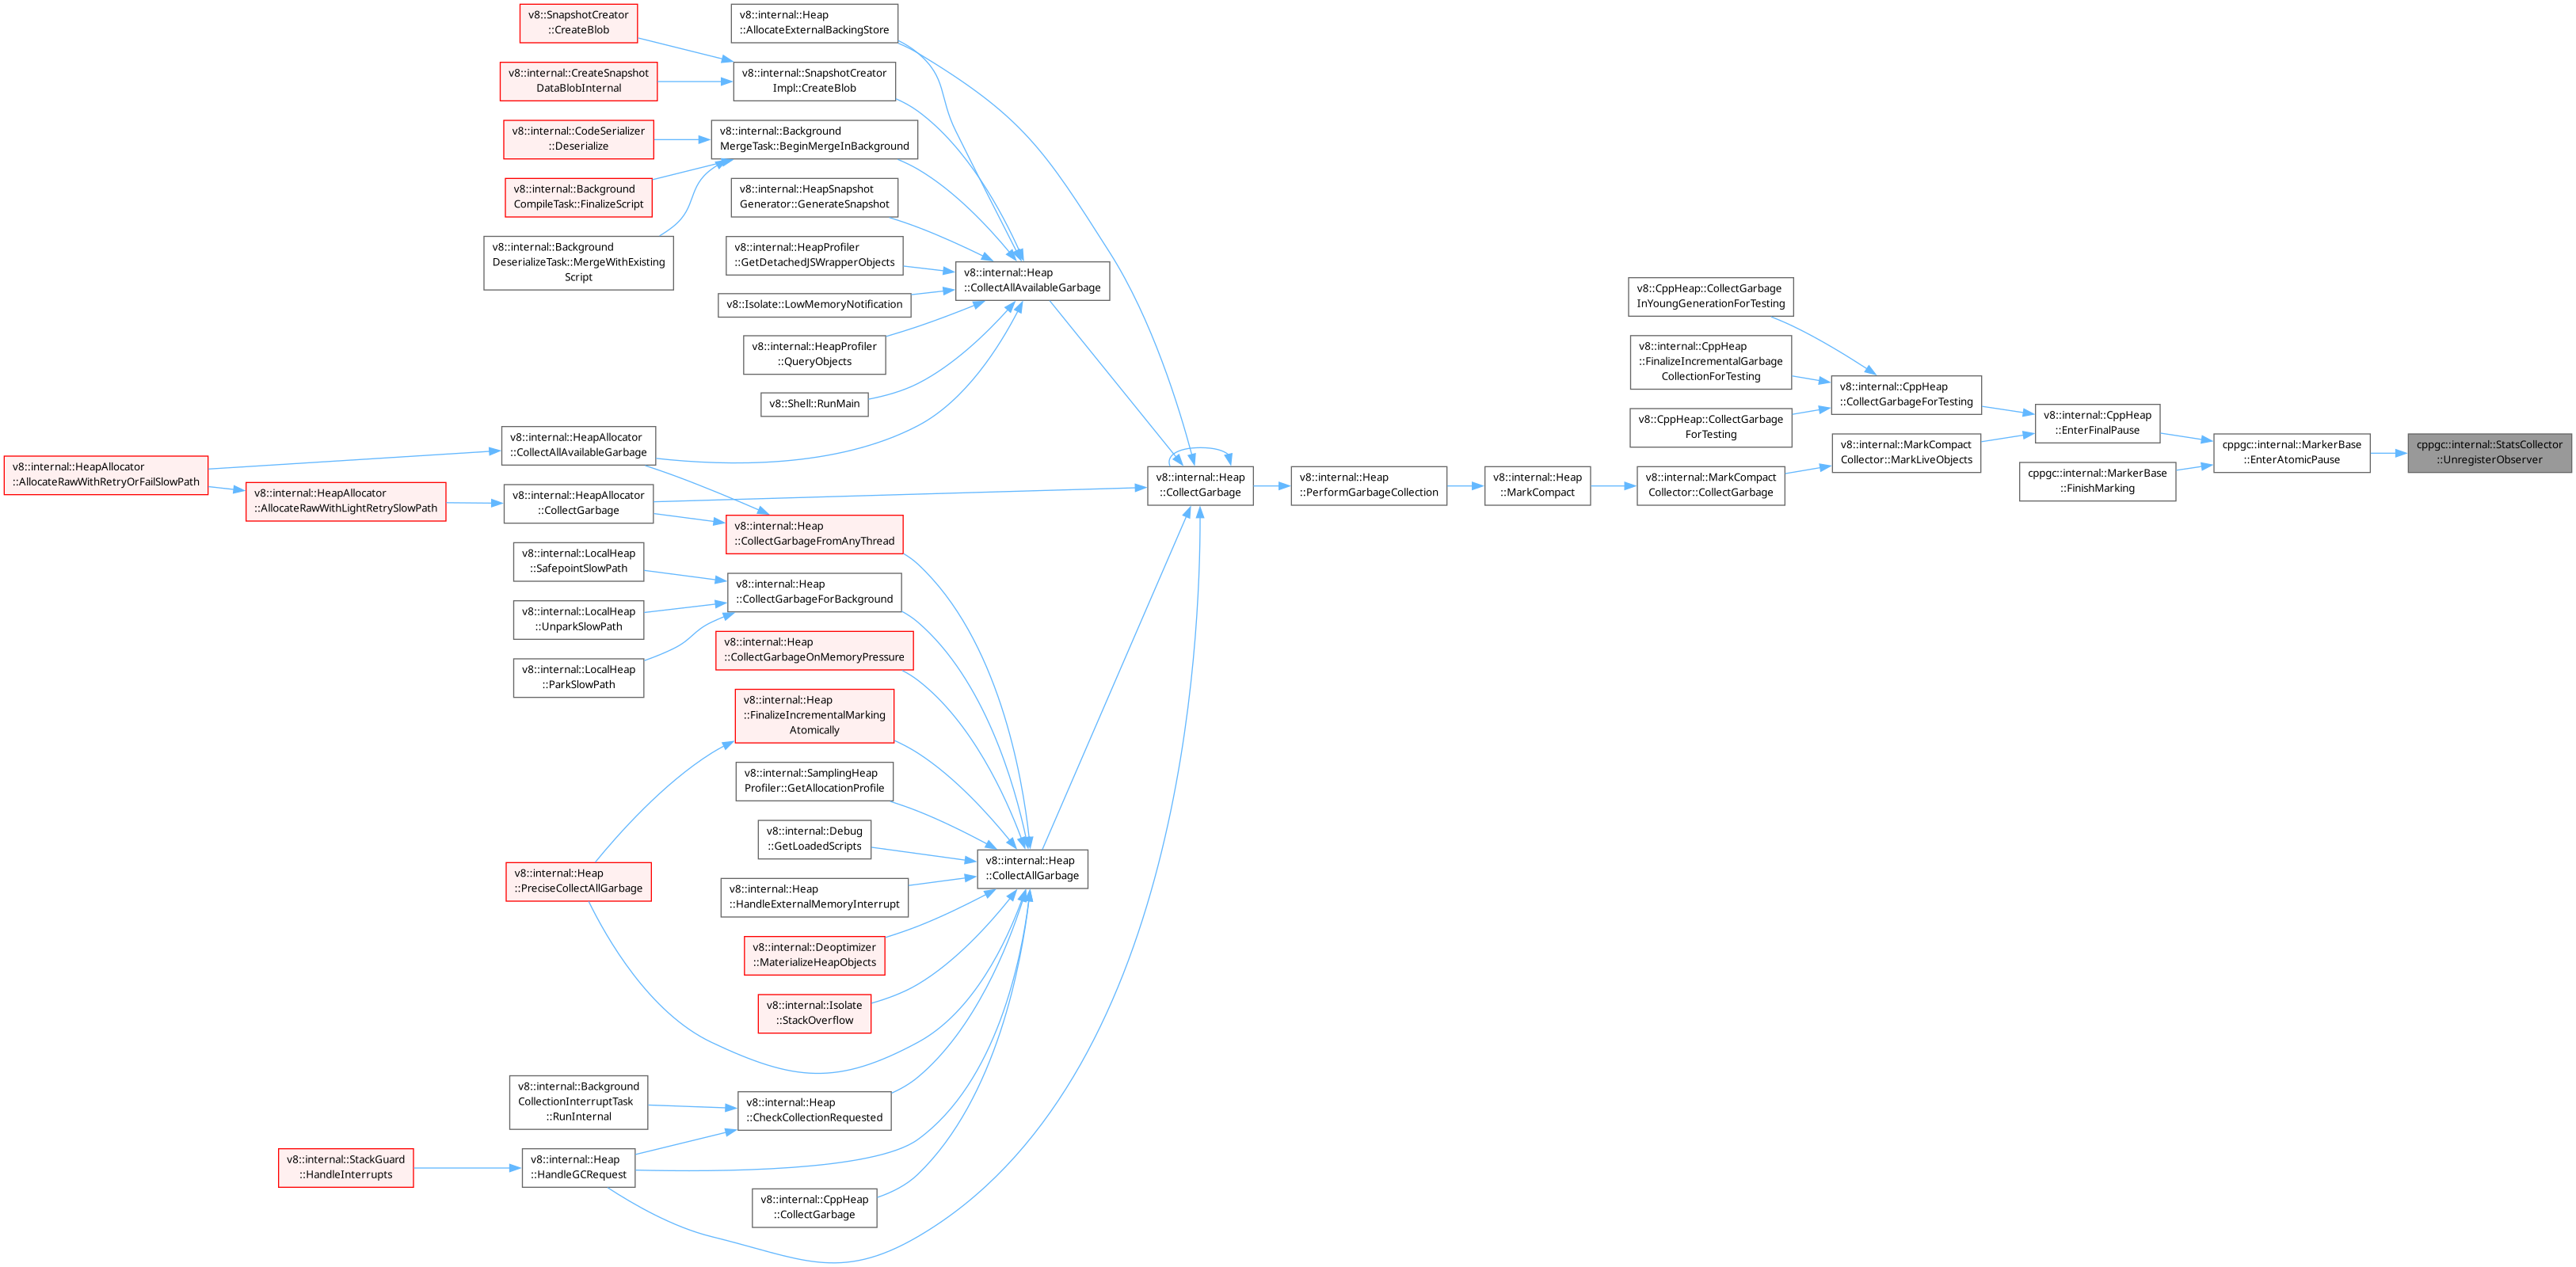 v8::SnapshotCreator
::CreateBlob
v8::internal::CreateSnapshot
DataBlobInternal
v8::internal::CodeSerializer
::Deserialize
v8::internal::Background
CompileTask::FinalizeScript
v8::internal::Background
DeserializeTask::MergeWithExisting
Script
v8::internal::Heap
::AllocateExternalBackingStore
v8::internal::SnapshotCreator
Impl::CreateBlob
v8::internal::Background
MergeTask::BeginMergeInBackground
v8::internal::HeapSnapshot
Generator::GenerateSnapshot
v8::internal::HeapProfiler
::GetDetachedJSWrapperObjects
v8::Isolate::LowMemoryNotification
v8::internal::HeapProfiler
::QueryObjects
v8::Shell::RunMain
v8::internal::Heap
::CollectAllAvailableGarbage
v8::internal::HeapAllocator
::AllocateRawWithRetryOrFailSlowPath
v8::internal::HeapAllocator
::AllocateRawWithLightRetrySlowPath
v8::internal::HeapAllocator
::CollectAllAvailableGarbage
v8::internal::HeapAllocator
::CollectGarbage
v8::internal::Heap
::CollectGarbageFromAnyThread
v8::internal::LocalHeap
::SafepointSlowPath
v8::internal::LocalHeap
::UnparkSlowPath
v8::internal::LocalHeap
::ParkSlowPath
v8::internal::Heap
::CollectGarbageForBackground
v8::internal::Heap
::CollectGarbageOnMemoryPressure
v8::internal::Heap
::FinalizeIncrementalMarking
Atomically
v8::internal::SamplingHeap
Profiler::GetAllocationProfile
v8::internal::Debug
::GetLoadedScripts
v8::internal::Heap
::PreciseCollectAllGarbage
v8::internal::Heap
::HandleExternalMemoryInterrupt
v8::internal::Deoptimizer
::MaterializeHeapObjects
v8::internal::Isolate
::StackOverflow
v8::internal::Heap
::CollectAllGarbage
v8::internal::Background
CollectionInterruptTask
::RunInternal
v8::internal::Heap
::CheckCollectionRequested
v8::internal::StackGuard
::HandleInterrupts
v8::internal::Heap
::HandleGCRequest
v8::internal::CppHeap
::CollectGarbage
v8::internal::Heap
::CollectGarbage
v8::internal::Heap
::PerformGarbageCollection
v8::internal::Heap
::MarkCompact
v8::CppHeap::CollectGarbage
InYoungGenerationForTesting
v8::internal::CppHeap
::FinalizeIncrementalGarbage
CollectionForTesting
v8::CppHeap::CollectGarbage
ForTesting
v8::internal::MarkCompact
Collector::CollectGarbage
v8::internal::CppHeap
::CollectGarbageForTesting
v8::internal::MarkCompact
Collector::MarkLiveObjects
v8::internal::CppHeap
::EnterFinalPause
cppgc::internal::MarkerBase
::FinishMarking
cppgc::internal::MarkerBase
::EnterAtomicPause
cppgc::internal::StatsCollector
::UnregisterObserver